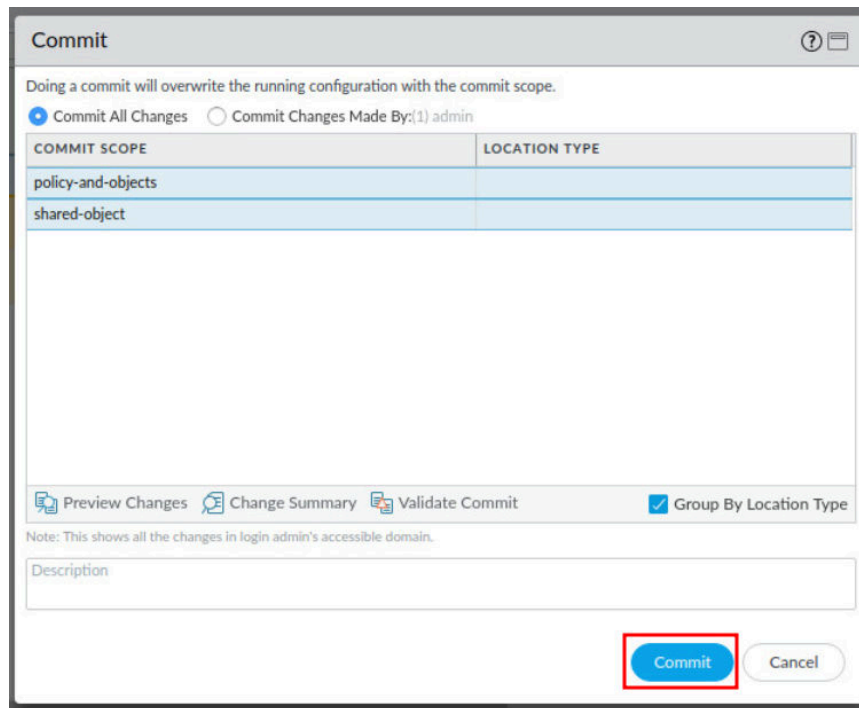 Commit
Doing a commit will overwrite the running configuration with the commit scope.
Commit All Changes Commit Changes Made By:(1) admin
COMMIT SCOPE LOCATION TYPE
policy-and-objects
shared-object
Preview Changes Change Summary Validate Commit Group By Location Type
Note: This shows all the changes in login admin's accessible domain.
Description
Commit Cancel